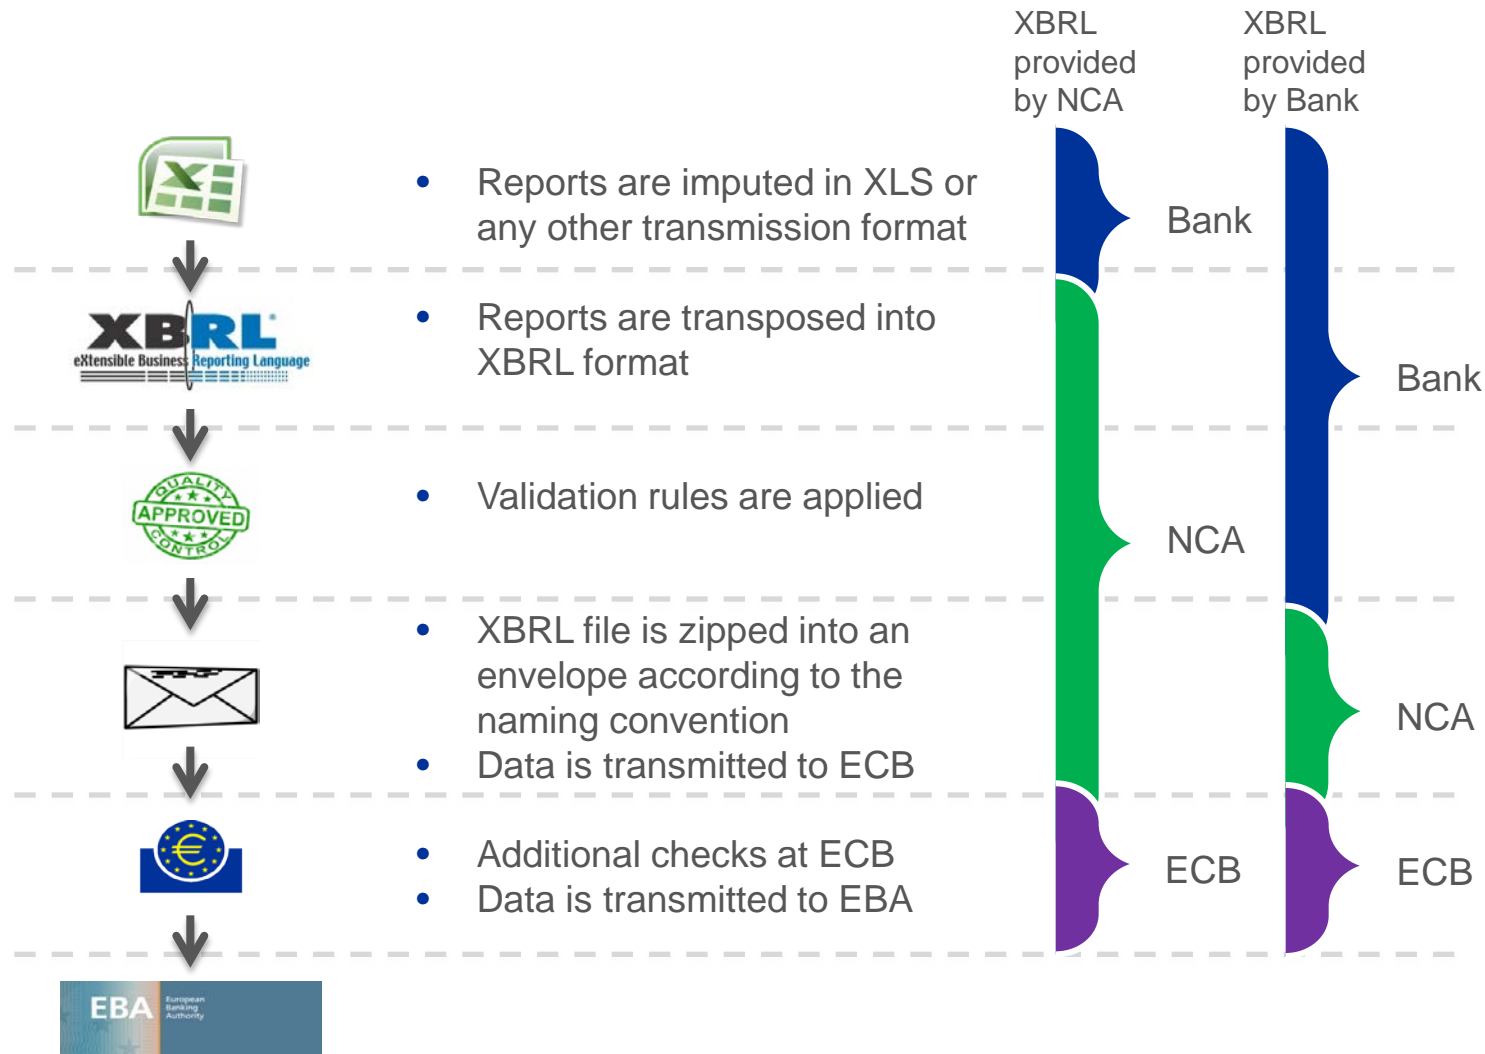 XBRL
provided
by NCA
XBRL
provided
by Bank
• Reports are imputed in XLS or
any other transmission format
Bank
XBRL
eXtensible Business Reporting Language
• Reports are transposed into
XBRL format
Bank
QUALITY
APPROVED
CONTROL
• Validation rules are applied
NCA
• XBRL file is zipped into an
envelope according to the
naming convention
• Data is transmitted to ECB
NCA
€
• Additional checks at ECB
• Data is transmitted to EBA
ECB
ECB
EBA
European
Banking
Authority